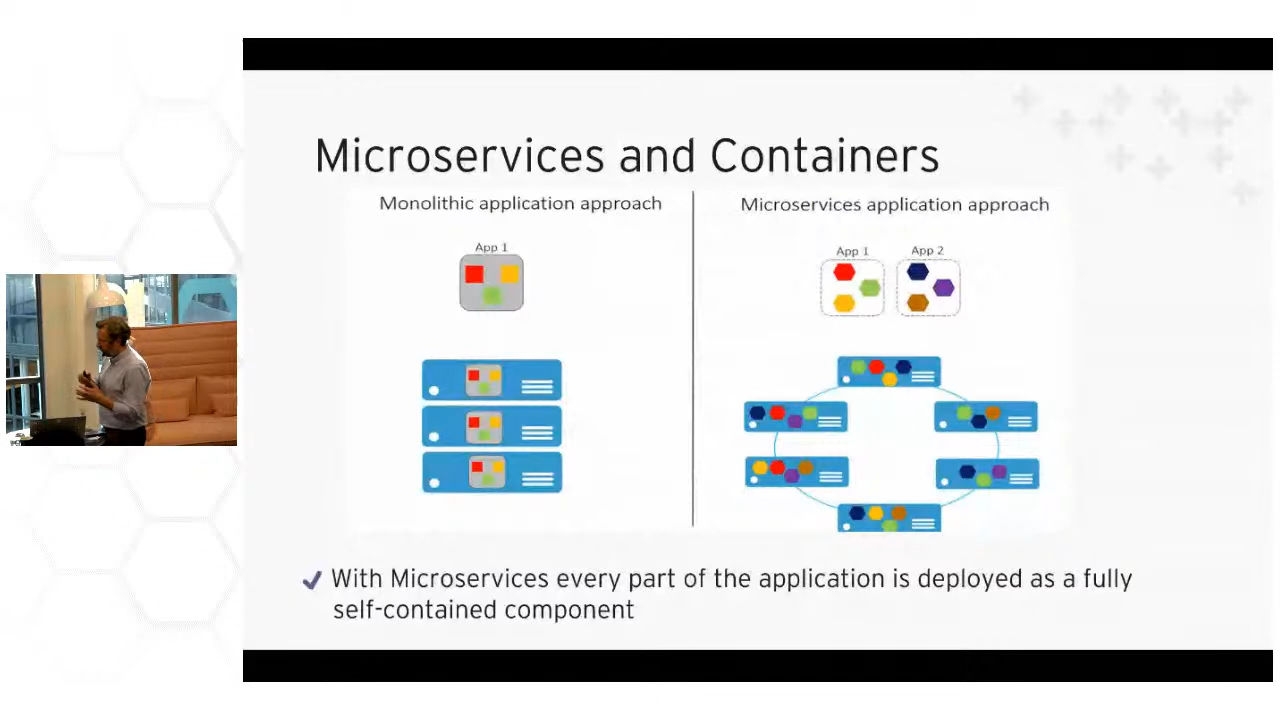 Microservices and Containers
Monolithic application approach
App 1
Microservices application approach
App 1
App 2
With Microservices every part of the application is deployed as a fully
self-contained component